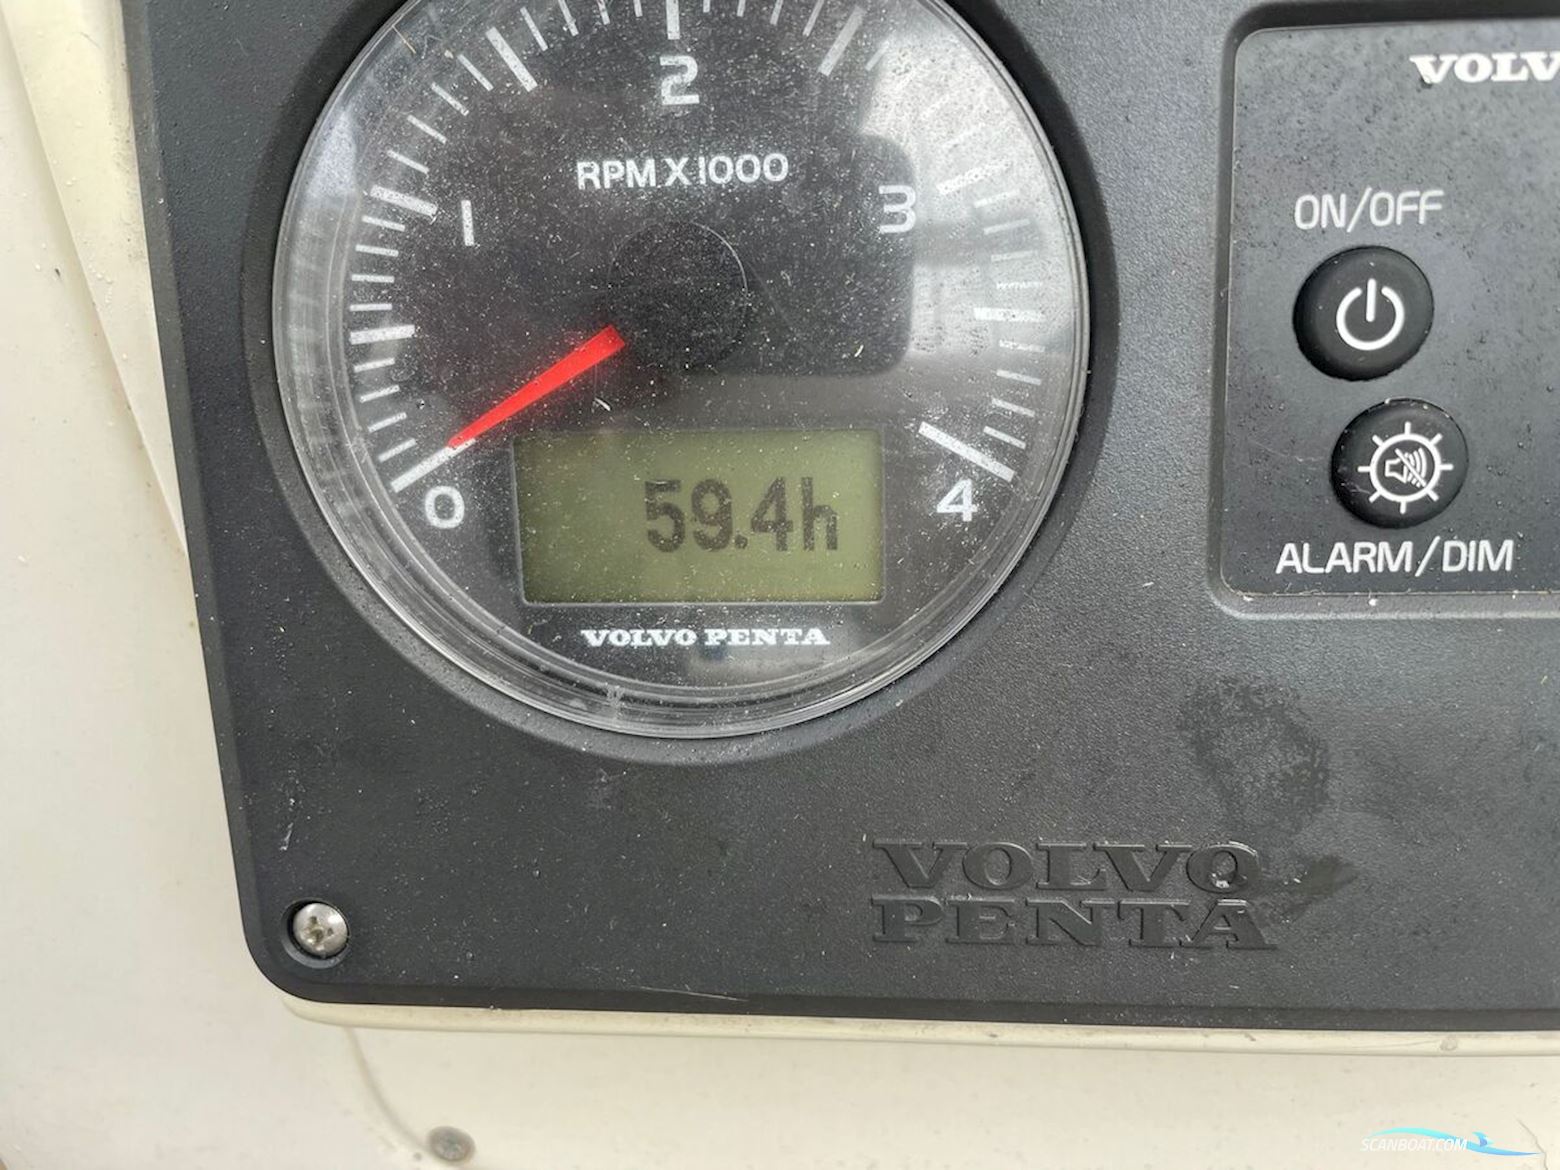 1
2
3
0
4
RPM X 1000
59.4h
VOLVO PENTA
VOLV
ON/OFF
ALARM/DIM
VOLVO
PENTA
SCANBOAT.COM